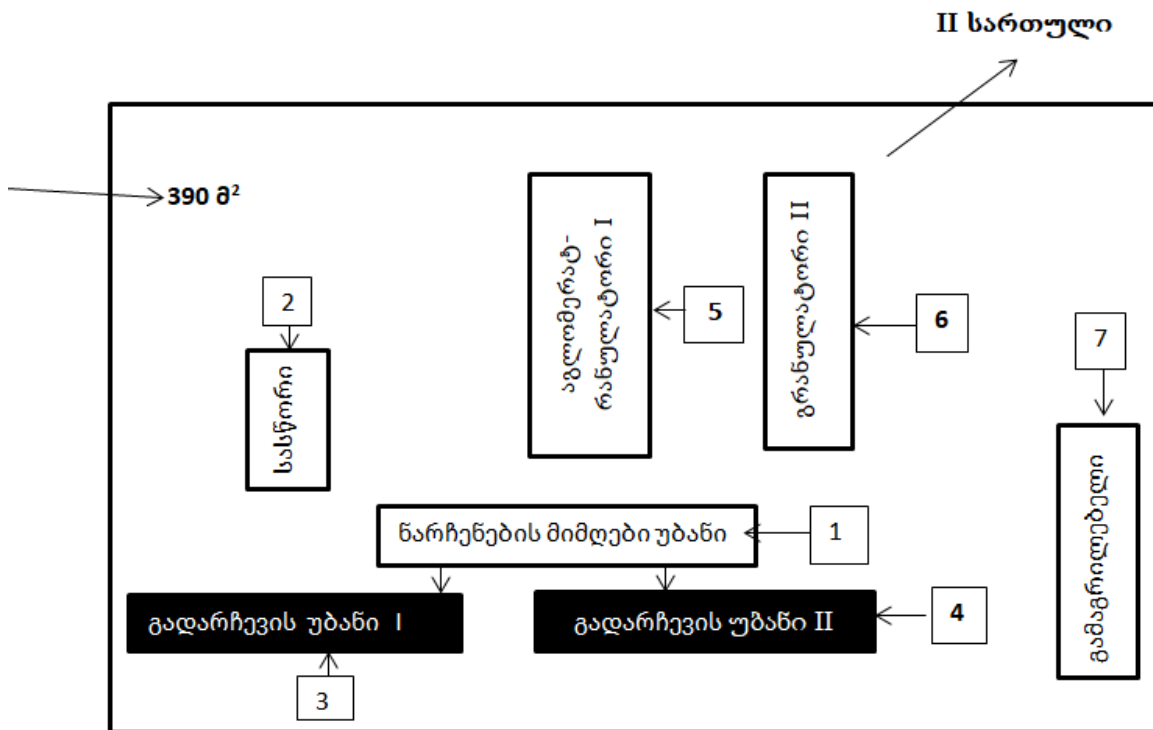 II სართული
390 მ²
2
სასწორი
აგლომერატ-
რანულატორი I
5
გრანულატორი II
6
7
გამაგრილებელი
ნარჩენების მიმღები უბანი
1
გადარჩევის უბანი I
გადარჩევის უბანი II
4
3